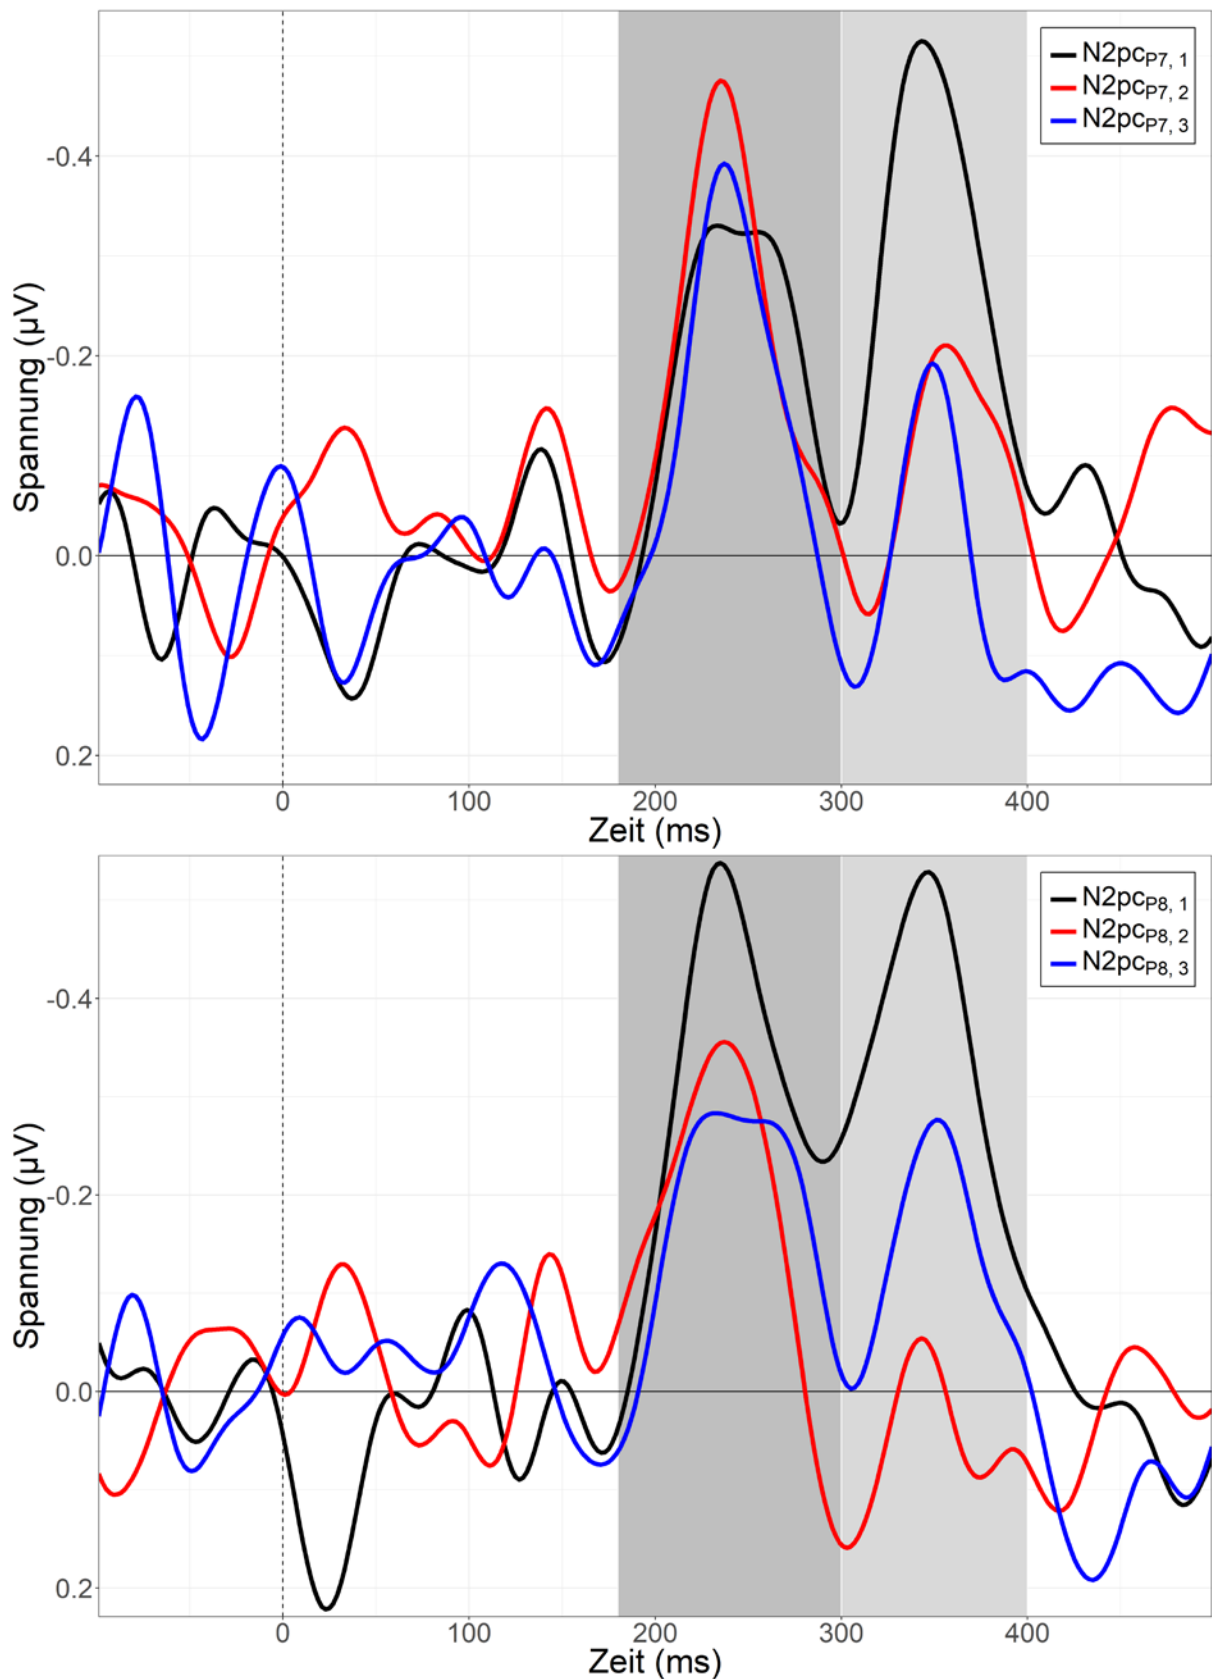 N2pcP7, 1
N2pcP7, 2
N2pcP7, 3
-0.4
-0.2
0.0
0.2
Spannung (µV)
0 100 200 300 400
Zeit (ms)
N2pcP8, 1
N2pcP8, 2
N2pcP8, 3
-0.4
-0.2
0.0
0.2
Spannung (µV)
0 100 200 300 400
Zeit (ms)